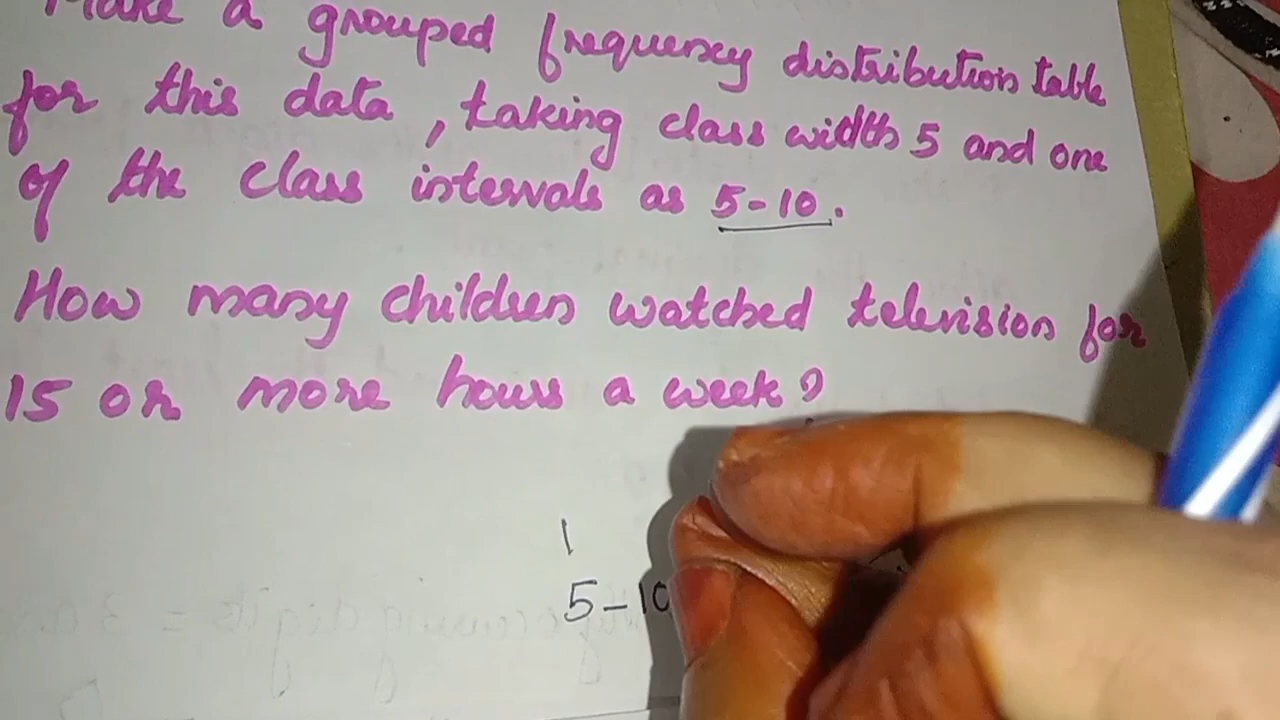 Make a grouped frequency distribution table
for this data, taking class width 5 and one
of the class intervals as 5-10.
How many children watched television for
15 or more hours a week?
1
5-10